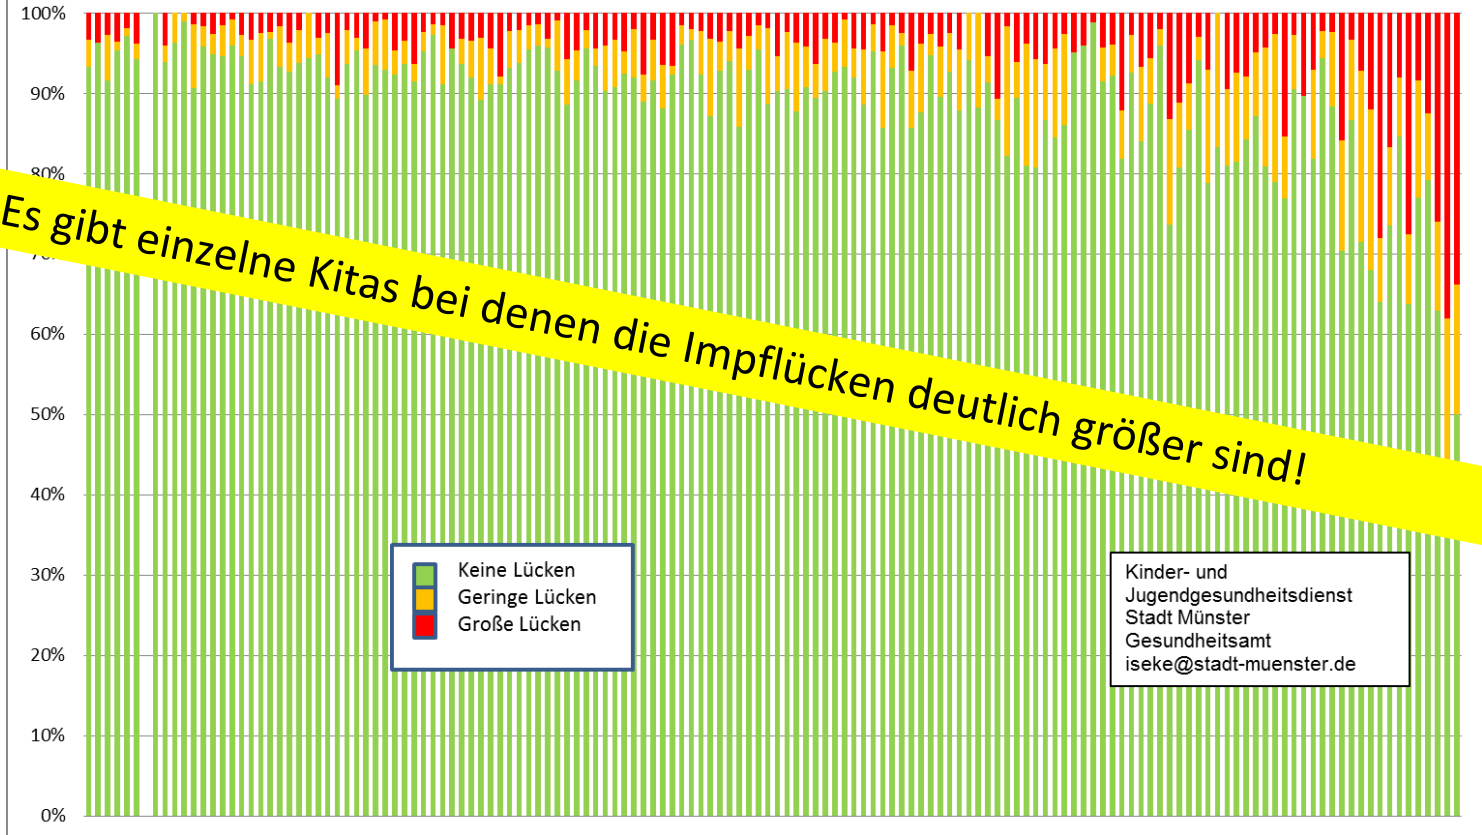 100%
90%
80%
Es gibt einzelne Kitas bei denen die Impflücken deutlich größer sind!
60%
50%
40%
30%
20%
10%
0%
Keine Lücken
Geringe Lücken
Große Lücken
Kinder- und
Jugendgesundheitsdienst
Stadt Münster
Gesundheitsamt
iseke@stadt-muenster.de